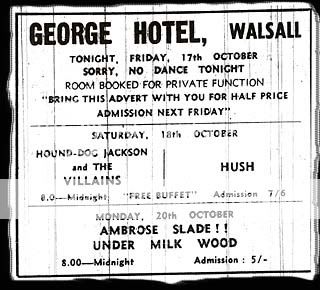 GEORGE HOTEL, WALSALL
TONIGHT, FRIDAY, 17th OCTOBER
SORRY, NO DANCE TONIGHT
ROOM BOOKED FOR PRIVATE FUNCTION
"BRING THIS ADVERT WITH YOU FOR HALF PRICE
ADMISSION NEXT FRIDAY"
SATURDAY, 18th OCTOBER
HOUND-DOG JACKSON
and THE
VILLAINS
HUSH
8.0—Midnight, "FREE BUFFET" Admission 7/6
MONDAY, 20th OCTOBER
AMBROSE SLADE!!
UNDER MILK WOOD
8.00—Midnight Admission : 5/-